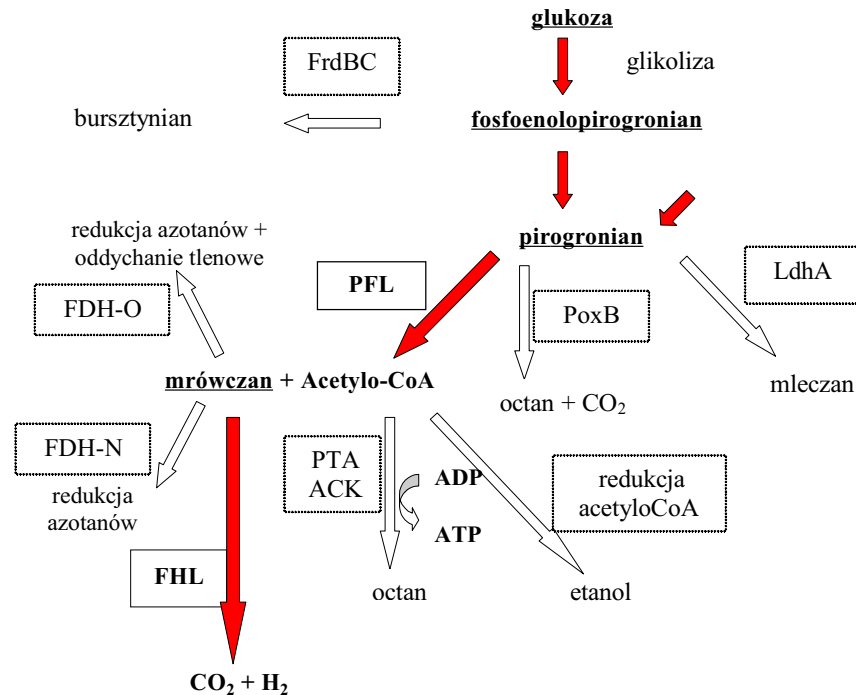 glukoza
FrdBC
glikoliza
bursztynian
fosfoenolopirogronian
redukcja azotanów +
oddychanie tlenowe
pirogronian
PFL
LdhA
FDH-O
PoxB
mrówczan + Acetylo-CoA
mleczan
octan + CO₂
FDH-N
PTA
ACK
ADP
redukcja
acetyloCoA
redukcja
azotanów
ATP
FHL
octan
etanol
CO₂ + H₂